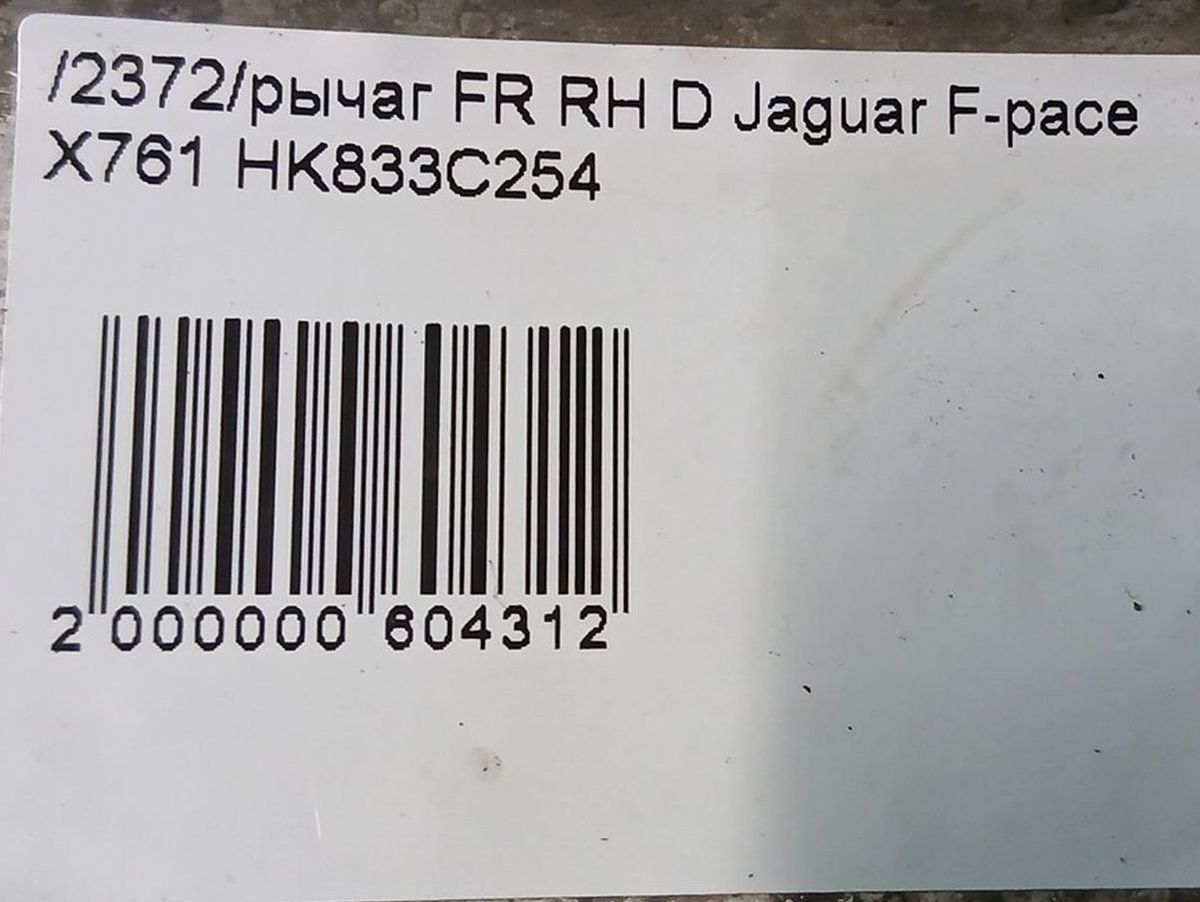 /2372/рычаг FR RH D Jaguar F-pace
X761 HK833C254
2 000000 604312